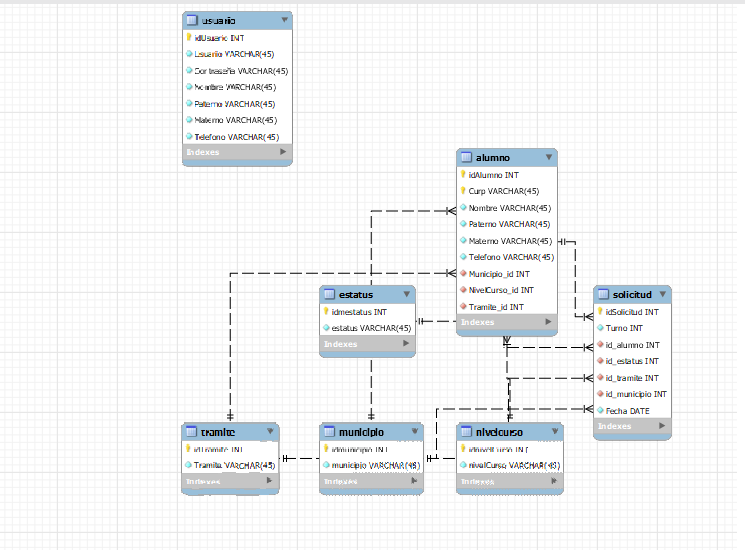 usuario
idUsuario INT
Usuario VARCHAR(45)
Contraseña VARCHAR(45)
Nombre VARCHAR(45)
Paterno VARCHAR(45)
Materno VARCHAR(45)
Telefono VARCHAR(45)
Indexes
alumno
idAlumno INT
Curp VARCHAR(45)
Nombre VARCHAR(45)
Paterno VARCHAR(45)
Materno VARCHAR(45)
Telefono VARCHAR(45)
Municipio_id INT
NivelCurso_id INT
Tramite_id INT
Indexes
estatus
idmestatus INT
estatus VARCHAR(45)
Indexes
solicitud
idSolicitud INT
Turno INT
id_alumno INT
id_estatus INT
id_tramite INT
id_municipio INT
Fecha DATE
Indexes
tramite
idTramite INT
Tramite VARCHAR(45)
Indexes
municipio
idmunicipio INT
municipio VARCHAR(45)
Indexes
nivelcurso
idnivelCurso INT
nivelCurso VARCHAR(45)
Indexes